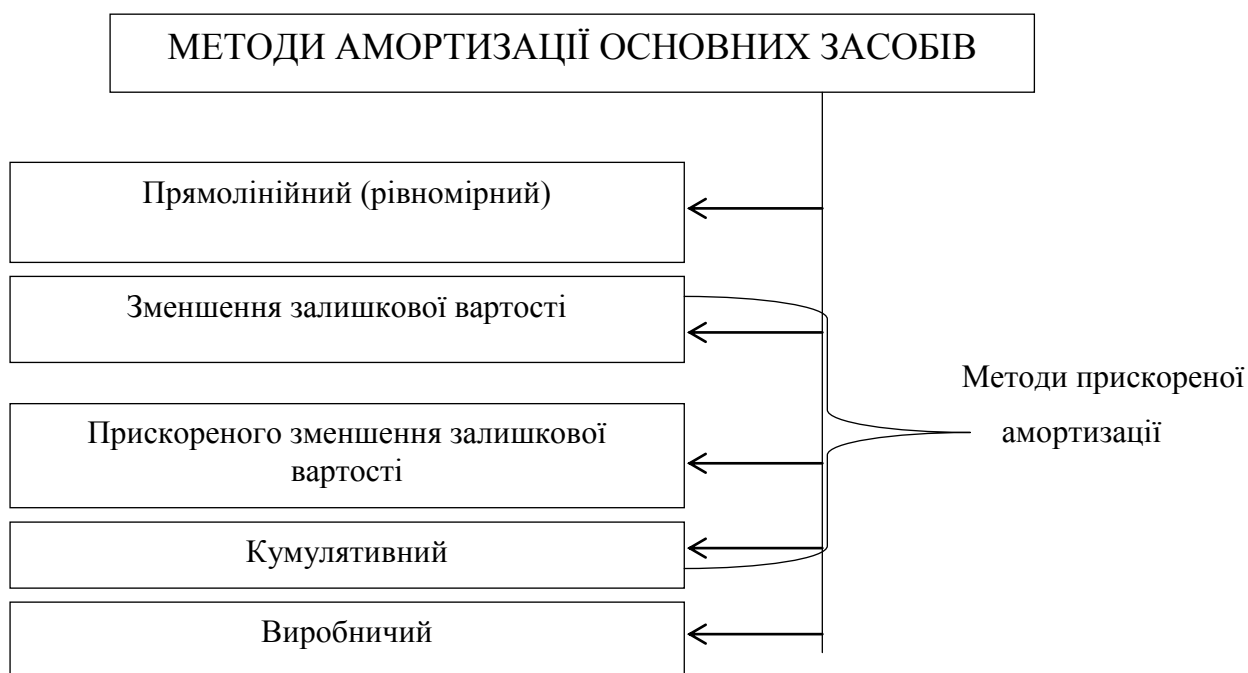 МЕТОДИ АМОРТИЗАЦІЇ ОСНОВНИХ ЗАСОБІВ
Прямолінійний (рівномірний)
Зменшення залишкової вартості
Прискореного зменшення залишкової
вартості
Кумулятивний
Виробничий
Методи прискореної
амортизації